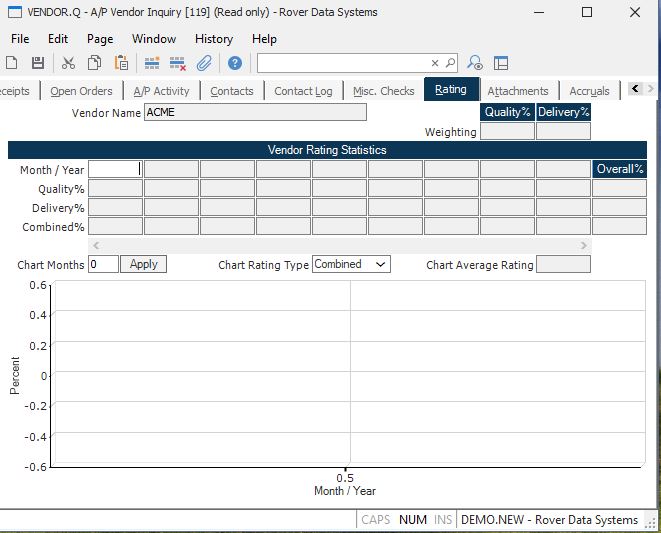 VENDOR.Q - A/P Vendor Inquiry [119] (Read only) - Rover Data Systems
File Edit Page Window History Help
ceipts Open Orders A/P Activity Contacts Contact Log Misc. Checks Rating Attachments Accruals
Vendor Name ACME Quality% Delivery%
Weighting
Vendor Rating Statistics
Month / Year Overall%
Quality%
Delivery%
Combined%
Chart Months 0 Apply Chart Rating Type Combined Chart Average Rating
0.6
0.4
0.2
0
-0.2
-0.4
-0.6
Percent
0.5
Month / Year
CAPS NUM INS DEMO.NEW - Rover Data Systems